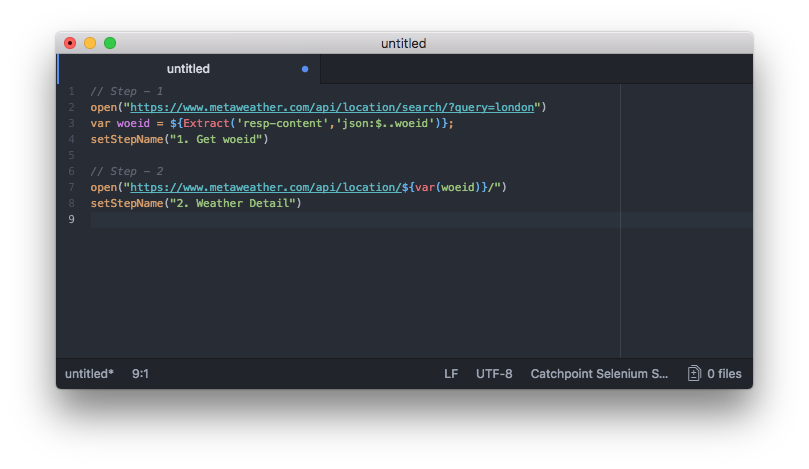 untitled
untitled
1 // Step - 1
2 open("https://www.metaweather.com/api/location/search/?query=london")
3 var woeid = ${Extract('resp-content','json:$..woeid')};
4 setStepName("1. Get woeid")
5
6 // Step - 2
7 open("https://www.metaweather.com/api/location/${var(woeid)}/")
8 setStepName("2. Weather Detail")
9
untitled* 9:1 LF UTF-8 Catchpoint Selenium S... 0 files